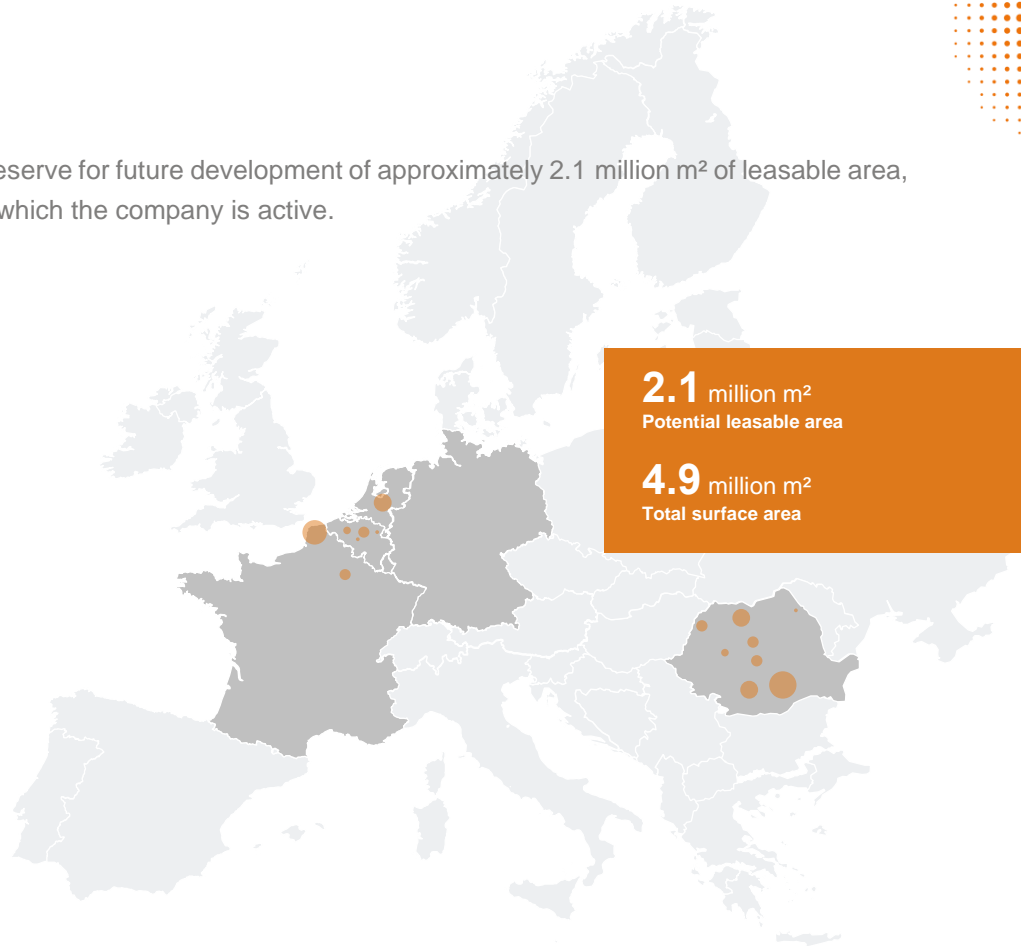 eserve for future development of approximately 2.1 million m² of leasable area,
which the company is active.
2.1 million m²
Potential leasable area
4.9 million m²
Total surface area